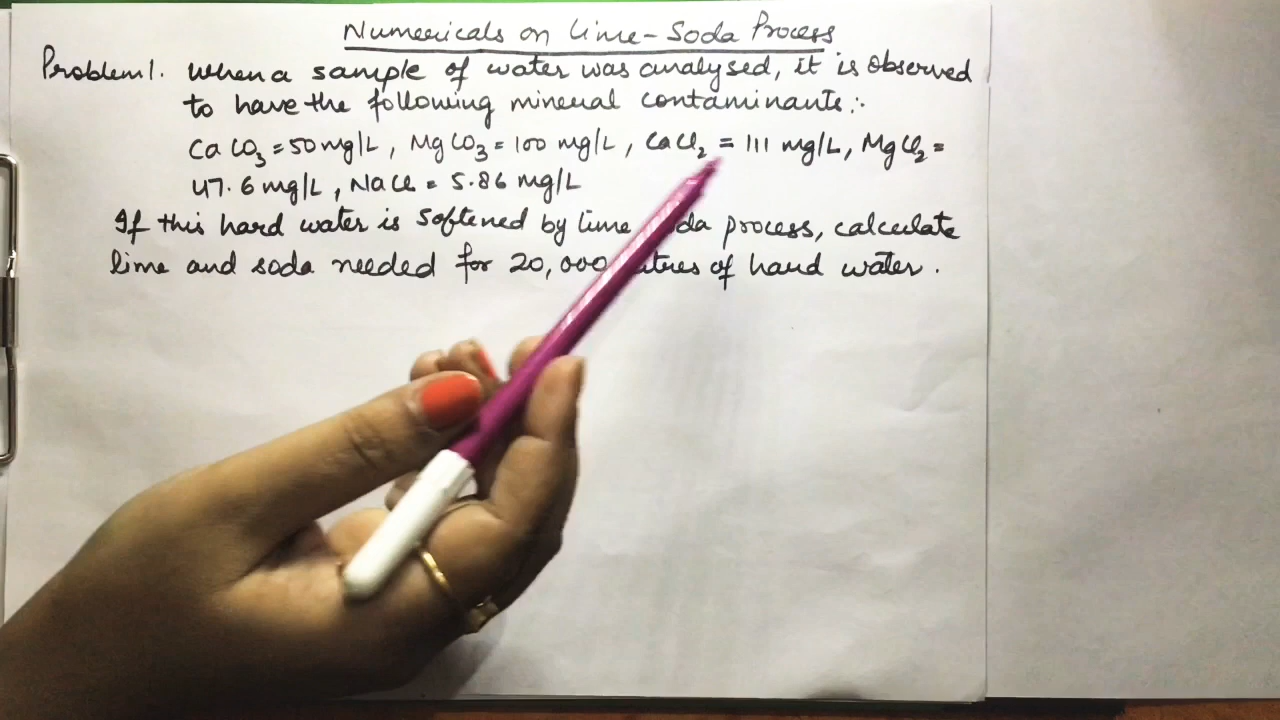 Numericals on Lime-Soda Process
Problem 1. When a sample of water was analysed, it is observed
to have the following mineral contaminants:-
CaCO3 = 50 mg/L, MgCO3 = 100 mg/L, CaCl2 = 111 mg/L, MgCl2 =
47.6 mg/L, NaCl = 5.86 mg/L
If this hard water is softened by lime da process, calculate
lime and soda needed for 20,000 of hard water.